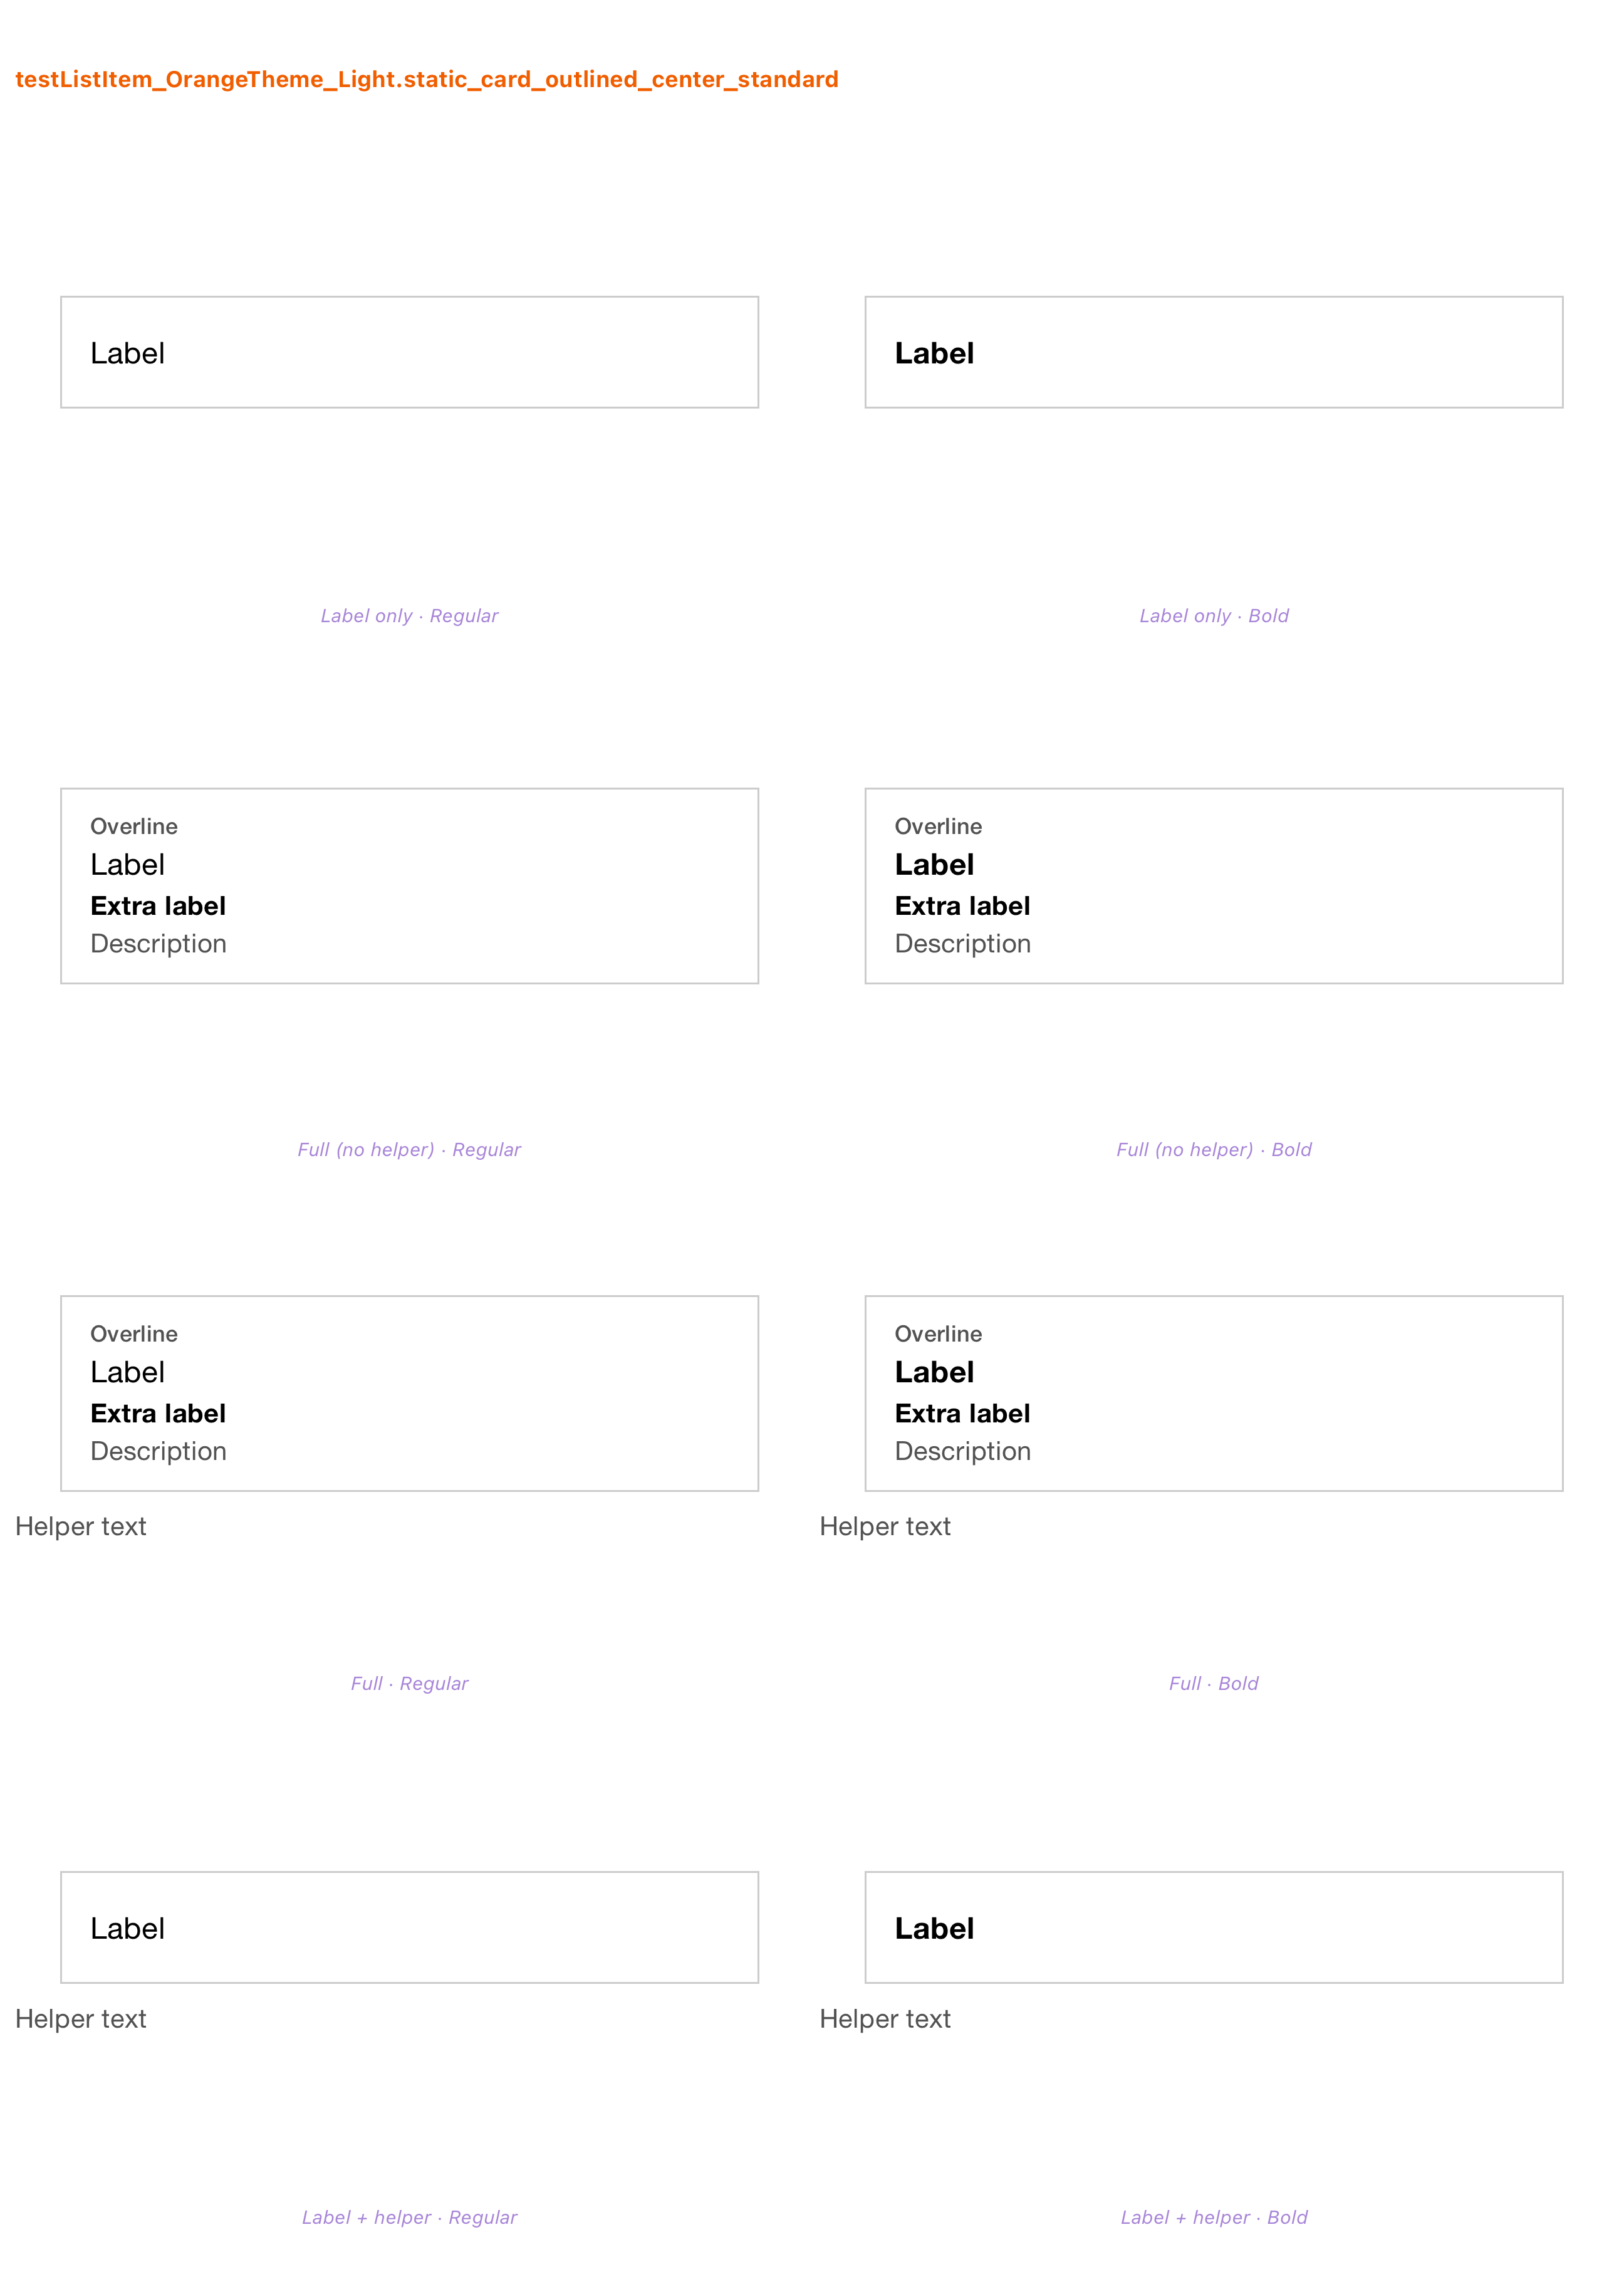 testListItem_OrangeTheme_Light.static_card_outlined_center_standard
Label
Label
Label only · Regular
Label only · Bold
Overline
Label
Extra label
Description
Overline
Label
Extra label
Description
Full (no helper) · Regular
Full (no helper) · Bold
Overline
Label
Extra label
Description
Helper text
Overline
Label
Extra label
Description
Helper text
Full · Regular
Full · Bold
Label
Helper text
Label
Helper text
Label + helper · Regular
Label + helper · Bold